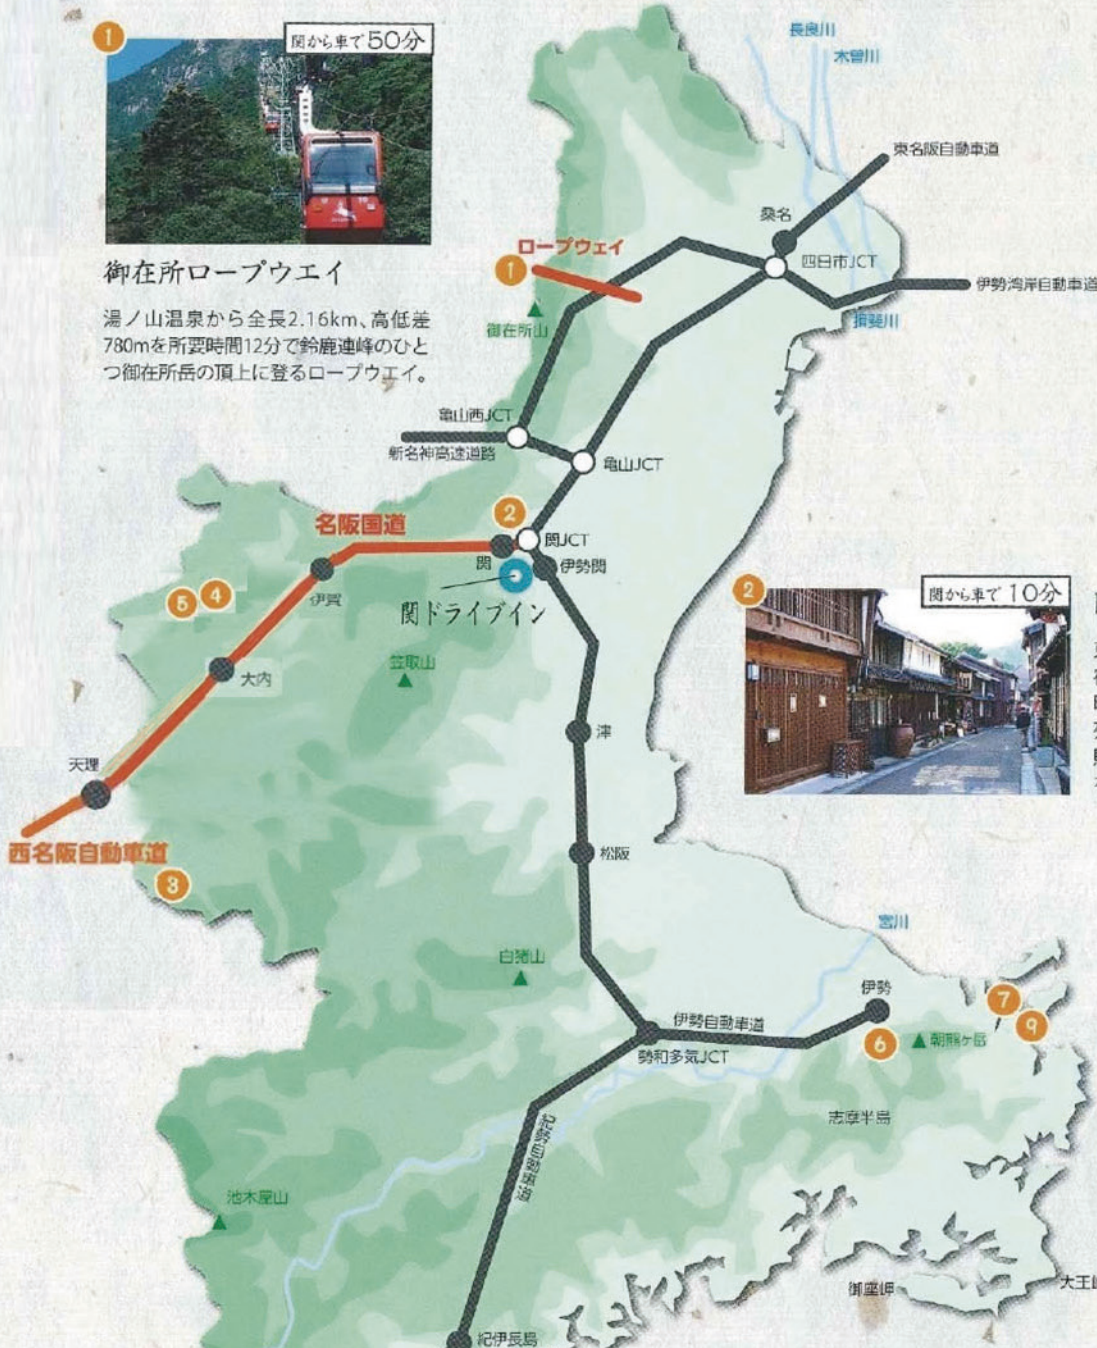 1
関から車で50分
御在所ロープウエイ
湯ノ山温泉から全長2.16km、高低差
780mを所要時間12分で鈴鹿連峰のひと
つ御在所岳の頂上に登るロープウエイ。
長良川
木曽川
東名阪自動車道
桑名
四日市JCT
伊勢湾岸自動車道
揖斐川
ロープウェイ
1
御在所山
亀山西JCT
新名神高速道路
亀山JCT
2
名阪国道
関
関JCT
伊勢関
関ドライブイン
伊賀
5
4
大内
笠取山
天理
西名阪自動車道
3
津
2
関から車で10分
松阪
白猪山
宮川
伊勢
7
9
6
朝熊ヶ岳
伊勢自動車道
勢和多気JCT
志摩半島
紀勢自動車道
池木屋山
御座岬
大王
紀伊長島